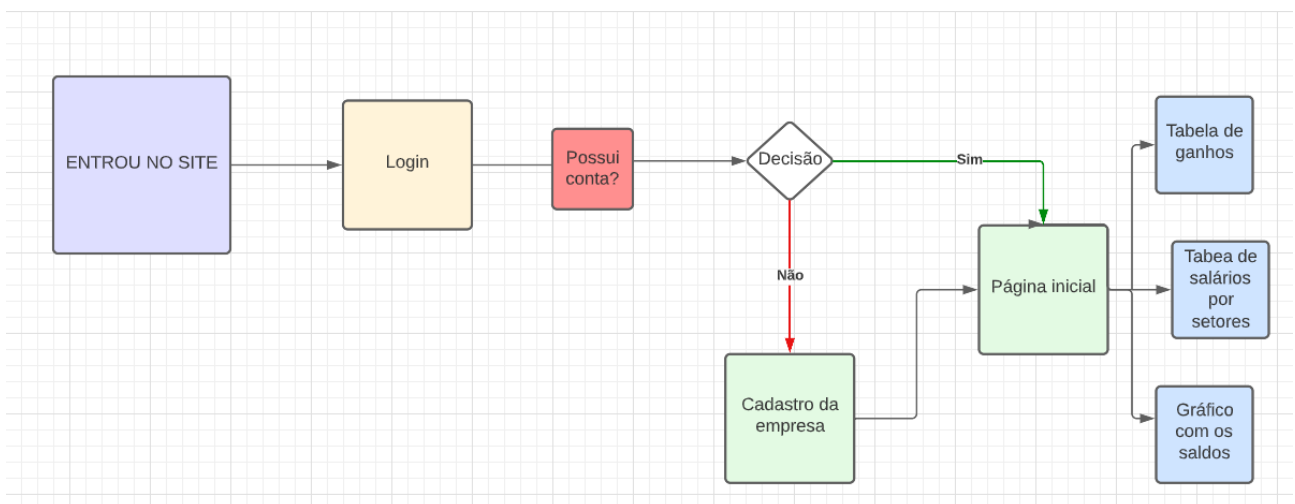 ENTROU NO SITE
Login
Possui
conta?
Decisão
Sim
Não
Cadastro da
empresa
Página inicial
Tabela de
ganhos
Tabea de
salários
por
setores
Gráfico
com os
saldos